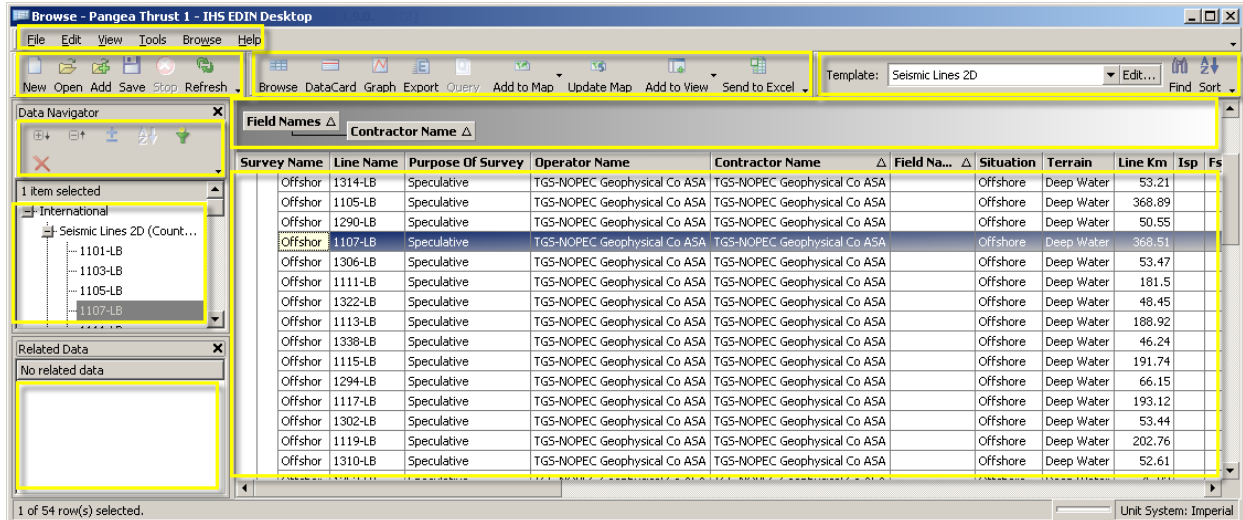 Browse - Pangea Thrust 1 - IHS EDIN Desktop
File Edit View Tools Browse Help
New Open Add Save Stop Refresh Browse DataCard Graph Export Query Add to Map Update Map Add to View Send to Excel Template: Seismic Lines 2D Edit... Find Sort
Data Navigator
Field Names
Contractor Name
Survey Name Line Name Purpose Of Survey Operator Name Contractor Name Field Na... Situation Terrain Line Km Isp Fs
1 item selected
International
Seismic Lines 2D (Count...
1101-LB
1103-LB
1105-LB
1107-LB
Related Data
No related data
Offshor 1314-LB Speculative TGS-NOPEC Geophysical Co ASA TGS-NOPEC Geophysical Co ASA Offshore Deep Water 53.21
Offshor 1105-LB Speculative TGS-NOPEC Geophysical Co ASA TGS-NOPEC Geophysical Co ASA Offshore Deep Water 368.89
Offshor 1290-LB Speculative TGS-NOPEC Geophysical Co ASA TGS-NOPEC Geophysical Co ASA Offshore Deep Water 50.55
Offshor 1107-LB Speculative TGS-NOPEC Geophysical Co ASA TGS-NOPEC Geophysical Co ASA Offshore Deep Water 368.51
Offshor 1306-LB Speculative TGS-NOPEC Geophysical Co ASA TGS-NOPEC Geophysical Co ASA Offshore Deep Water 53.47
Offshor 1111-LB Speculative TGS-NOPEC Geophysical Co ASA TGS-NOPEC Geophysical Co ASA Offshore Deep Water 181.5
Offshor 1322-LB Speculative TGS-NOPEC Geophysical Co ASA TGS-NOPEC Geophysical Co ASA Offshore Deep Water 48.45
Offshor 1113-LB Speculative TGS-NOPEC Geophysical Co ASA TGS-NOPEC Geophysical Co ASA Offshore Deep Water 188.92
Offshor 1338-LB Speculative TGS-NOPEC Geophysical Co ASA TGS-NOPEC Geophysical Co ASA Offshore Deep Water 46.24
Offshor 1115-LB Speculative TGS-NOPEC Geophysical Co ASA TGS-NOPEC Geophysical Co ASA Offshore Deep Water 191.74
Offshor 1294-LB Speculative TGS-NOPEC Geophysical Co ASA TGS-NOPEC Geophysical Co ASA Offshore Deep Water 66.15
Offshor 1117-LB Speculative TGS-NOPEC Geophysical Co ASA TGS-NOPEC Geophysical Co ASA Offshore Deep Water 193.12
Offshor 1302-LB Speculative TGS-NOPEC Geophysical Co ASA TGS-NOPEC Geophysical Co ASA Offshore Deep Water 53.44
Offshor 1119-LB Speculative TGS-NOPEC Geophysical Co ASA TGS-NOPEC Geophysical Co ASA Offshore Deep Water 202.76
Offshor 1310-LB Speculative TGS-NOPEC Geophysical Co ASA TGS-NOPEC Geophysical Co ASA Offshore Deep Water 52.61
1 of 54 row(s) selected. Unit System: Imperial